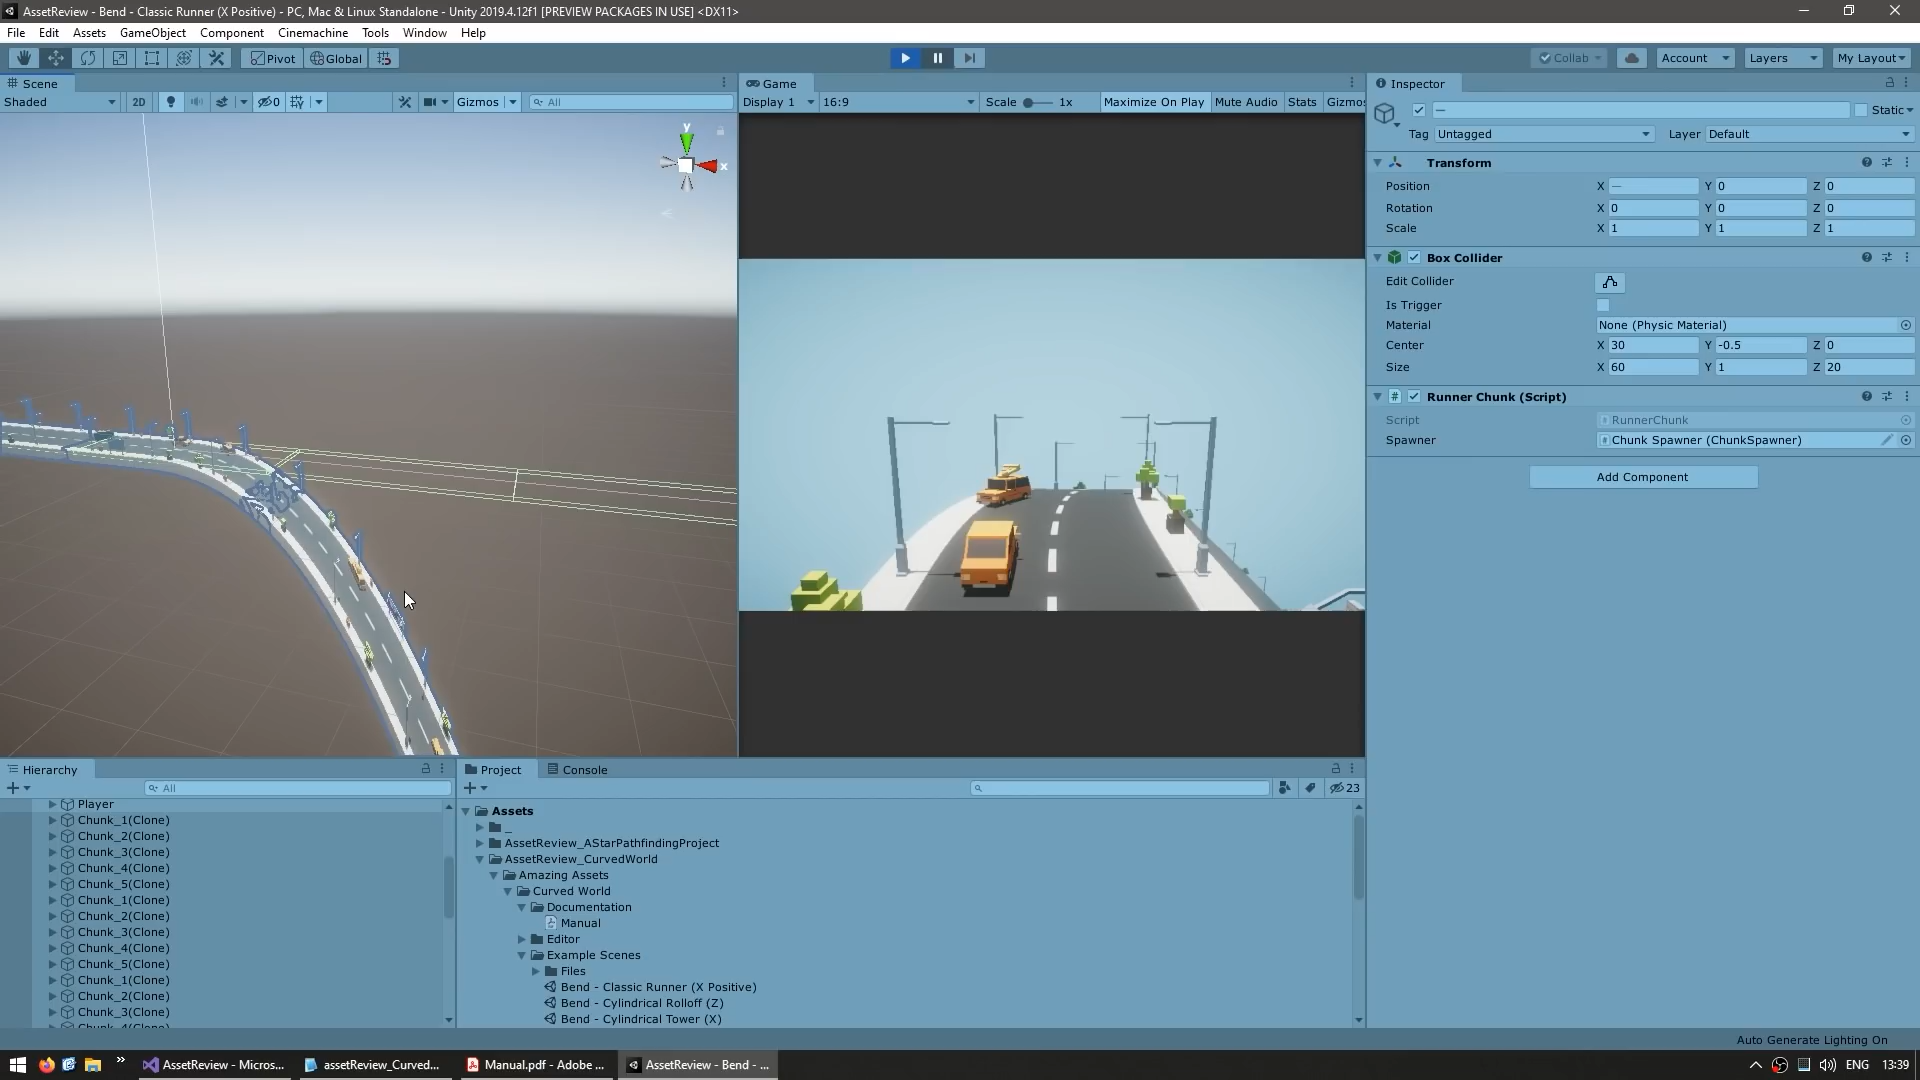 AssetReview - Bend - Classic Runner (X Positive) - PC, Mac & Linux Standalone - Unity 2019.4.12f1 [PREVIEW PACKAGES IN USE] <DX11>
File Edit Assets GameObject Component Cinemachine Tools Window Help
Pivot Global Collab Account Layers My Layout
Scene
Shaded 2D 0 Gizmos All
y
x
Game
Display 1 16:9 Scale 1x Maximize On Play Mute Audio Stats Gizmos
Inspector
— Static
Tag Untagged Layer Default
Transform
Position X — Y 0 Z 0
Rotation X 0 Y 0 Z 0
Scale X 1 Y 1 Z 1
Box Collider
Edit Collider
Is Trigger
Material None (Physic Material)
Center X 30 Y -0.5 Z 0
Size X 60 Y 1 Z 20
# Runner Chunk (Script)
Script RunnerChunk
Spawner Chunk Spawner (ChunkSpawner)
Add Component
Hierarchy
All
Player
Chunk_1(Clone)
Chunk_2(Clone)
Chunk_3(Clone)
Chunk_4(Clone)
Chunk_5(Clone)
Chunk_1(Clone)
Chunk_2(Clone)
Chunk_3(Clone)
Chunk_4(Clone)
Chunk_5(Clone)
Chunk_1(Clone)
Chunk_2(Clone)
Chunk_3(Clone)
Chunk_4(Clone)
Project Console
23
Assets
_
AssetReview_AStarPathfindingProject
AssetReview_CurvedWorld
Amazing Assets
Curved World
Documentation
Manual
Editor
Example Scenes
Files
Bend - Classic Runner (X Positive)
Bend - Cylindrical Rolloff (Z)
Bend - Cylindrical Tower (X)
Auto Generate Lighting On
AssetReview - Micros... assetReview_Curved... Manual.pdf - Adobe ... AssetReview - Bend - ... ENG 13:39